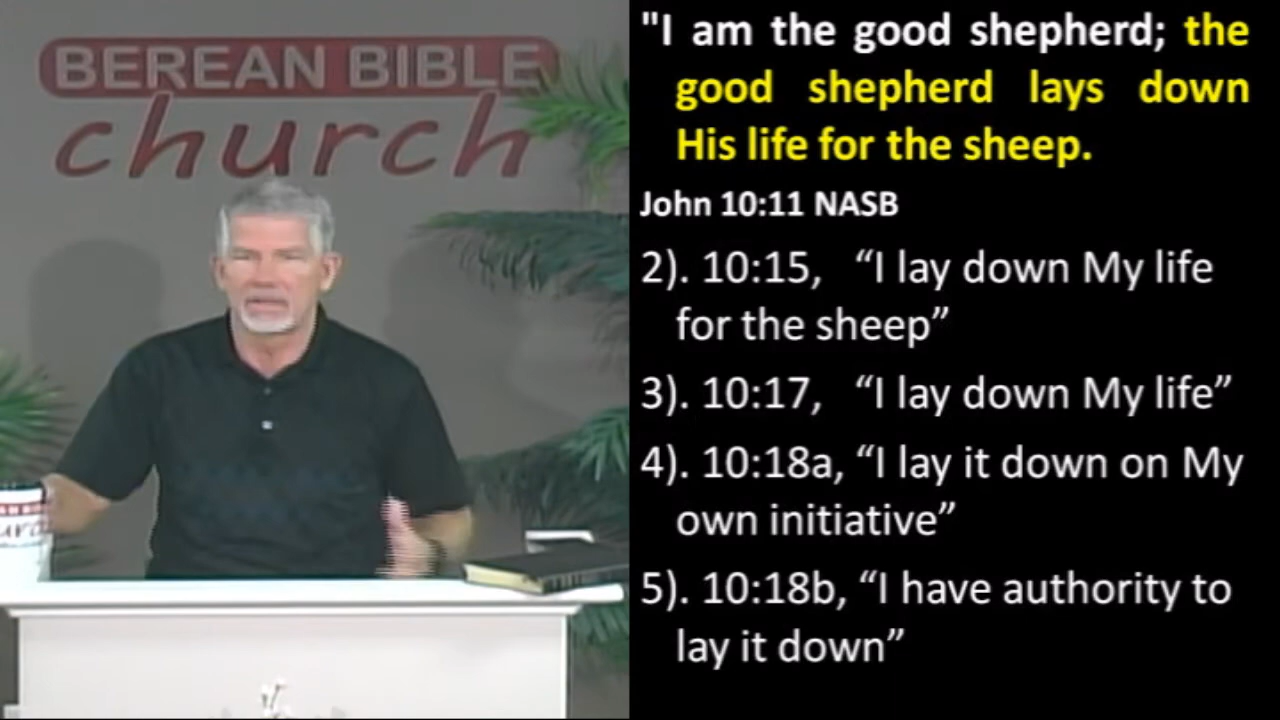 BEREAN BIBLE
church
"I am the good shepherd; the
good shepherd lays down
His life for the sheep.
John 10:11 NASB
2). 10:15, “I lay down My life
for the sheep”
3). 10:17, “I lay down My life”
4). 10:18a, “I lay it down on My
own initiative”
5). 10:18b, “I have authority to
lay it down”